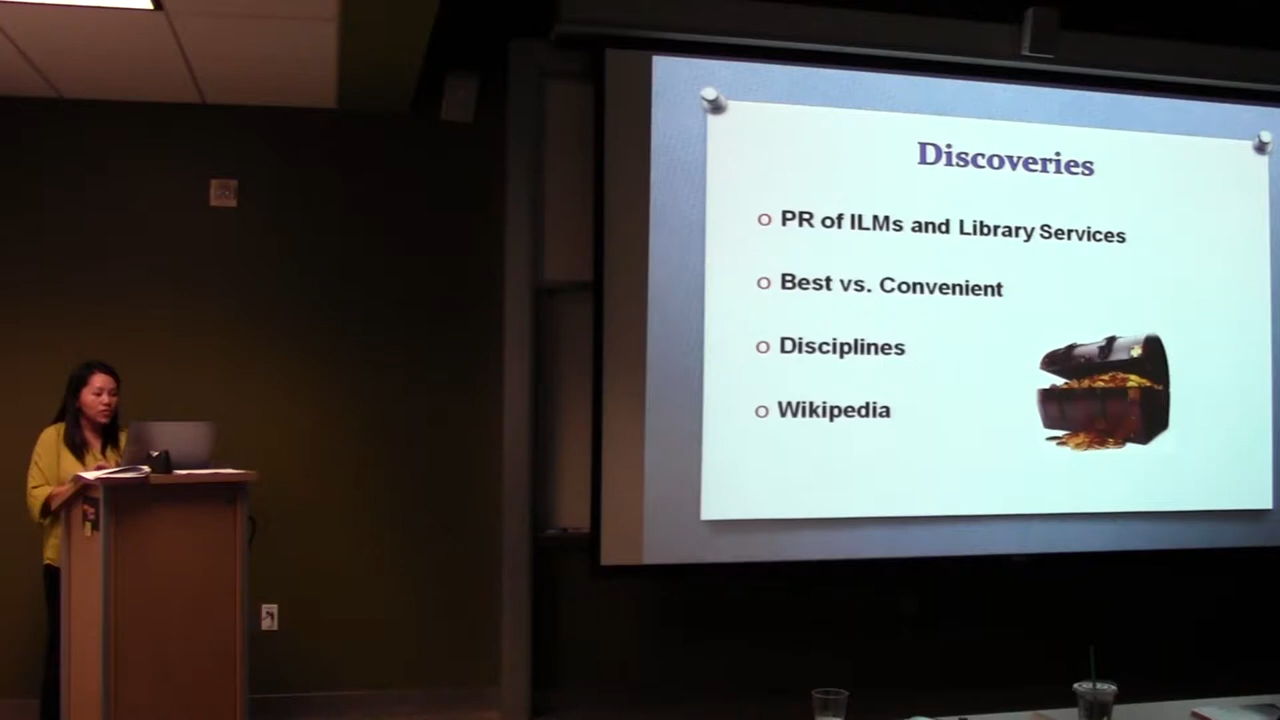 Discoveries
o PR of ILMs and Library Services
o Best vs. Convenient
o Disciplines
o Wikipedia